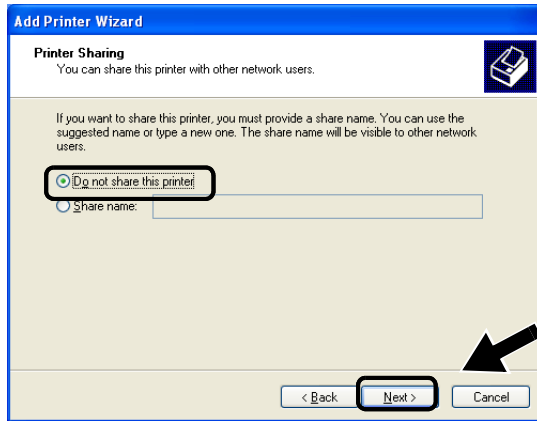 Add Printer Wizard
Printer Sharing
You can share this printer with other network users.
If you want to share this printer, you must provide a share name. You can use the
suggested name or type a new one. The share name will be visible to other network
users.
Do not share this printer
Share name:
< Back
Next >
Cancel